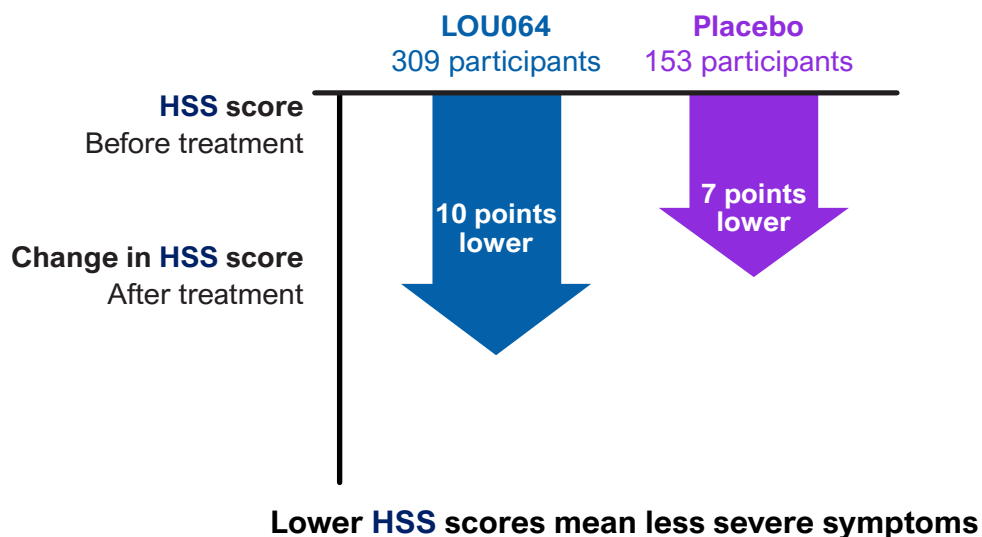 LOU064
309 participants
Placebo
153 participants
HSS score
Before treatment
10 points
lower
7 points
lower
Change in HSS score
After treatment
Lower HSS scores mean less severe symptoms